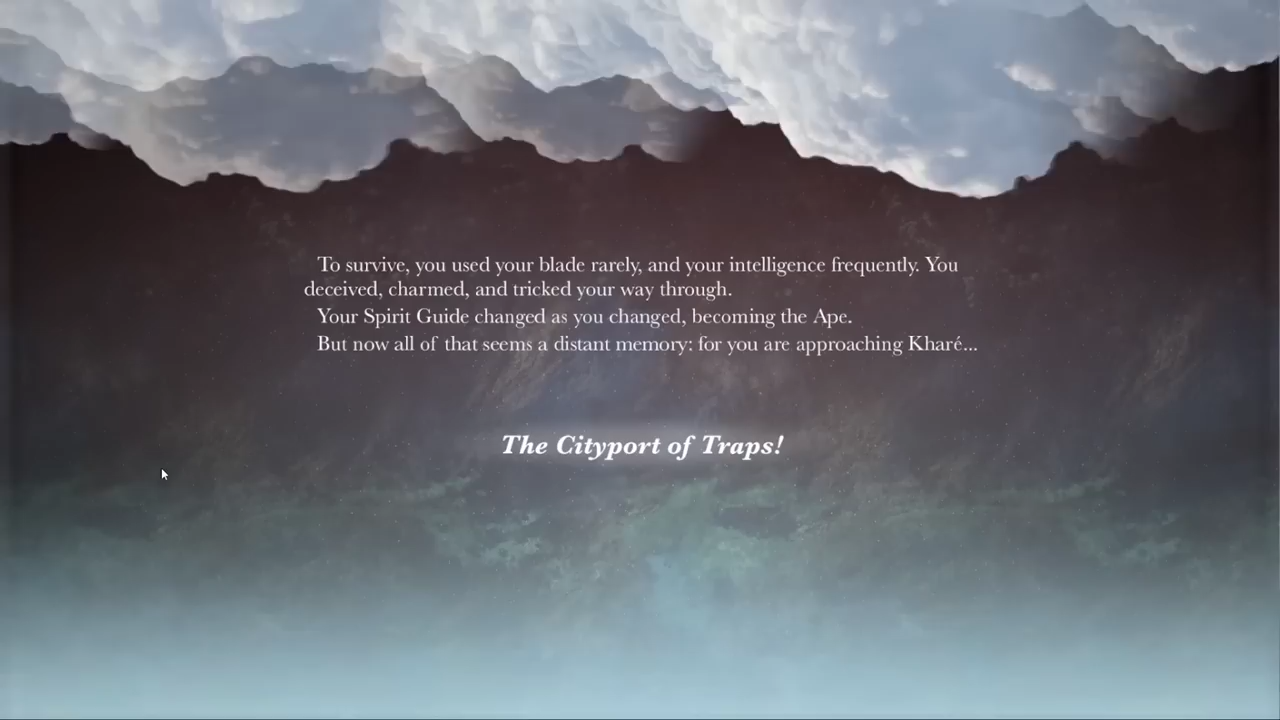 To survive, you used your blade rarely, and your intelligence frequently. You
deceived, charmed, and tricked your way through.
Your Spirit Guide changed as you changed, becoming the Ape.
But now all of that seems a distant memory: for you are approaching Kharé...
The Cityport of Traps!